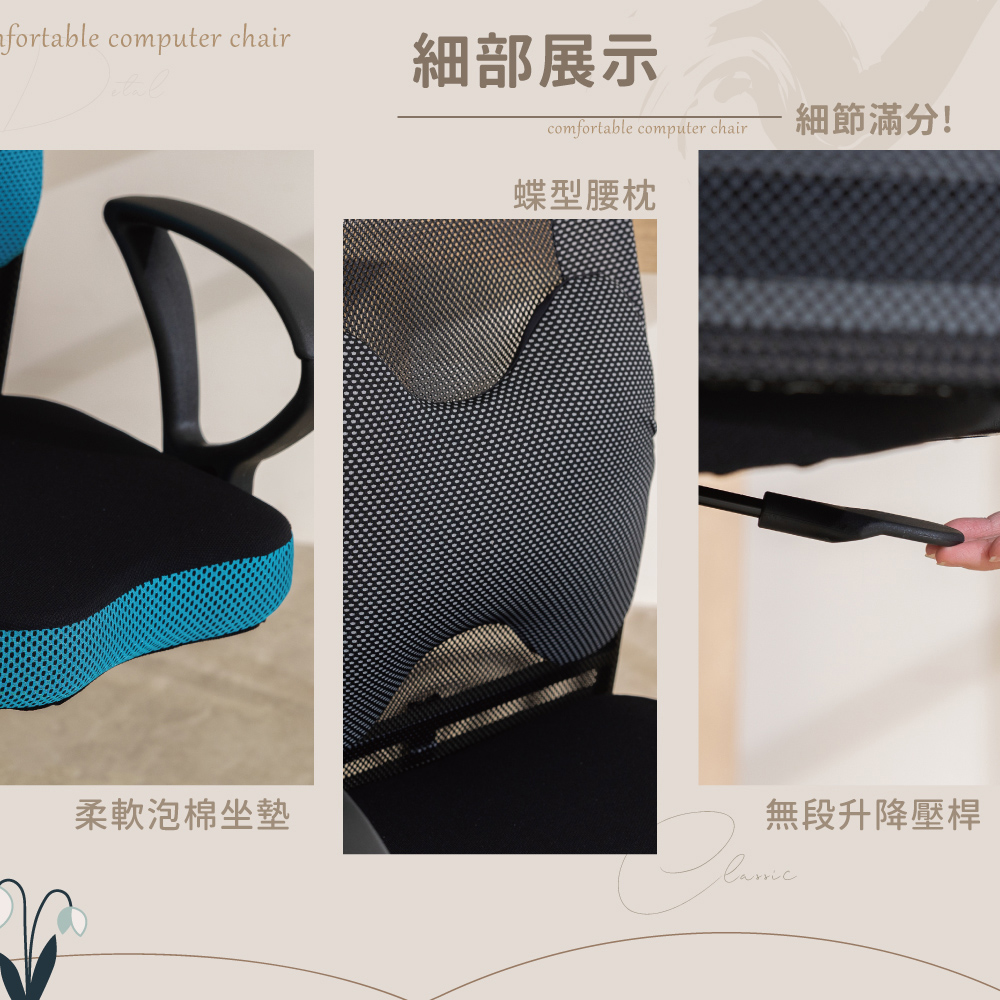 nfortable computer chair
Detail
細部展示
comfortable computer chair
細節滿分!
蝶型腰枕
柔軟泡棉坐墊
無段升降壓桿
Classic